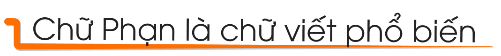 Chữ Phạn là chữ viết phổ biến